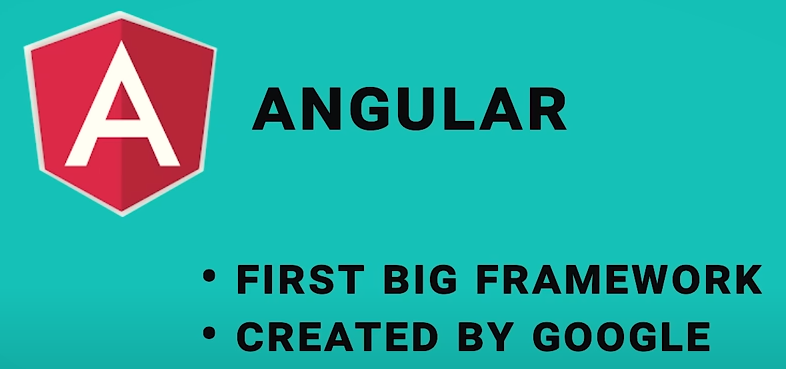 A
ANGULAR
• FIRST BIG FRAMEWORK
• CREATED BY GOOGLE